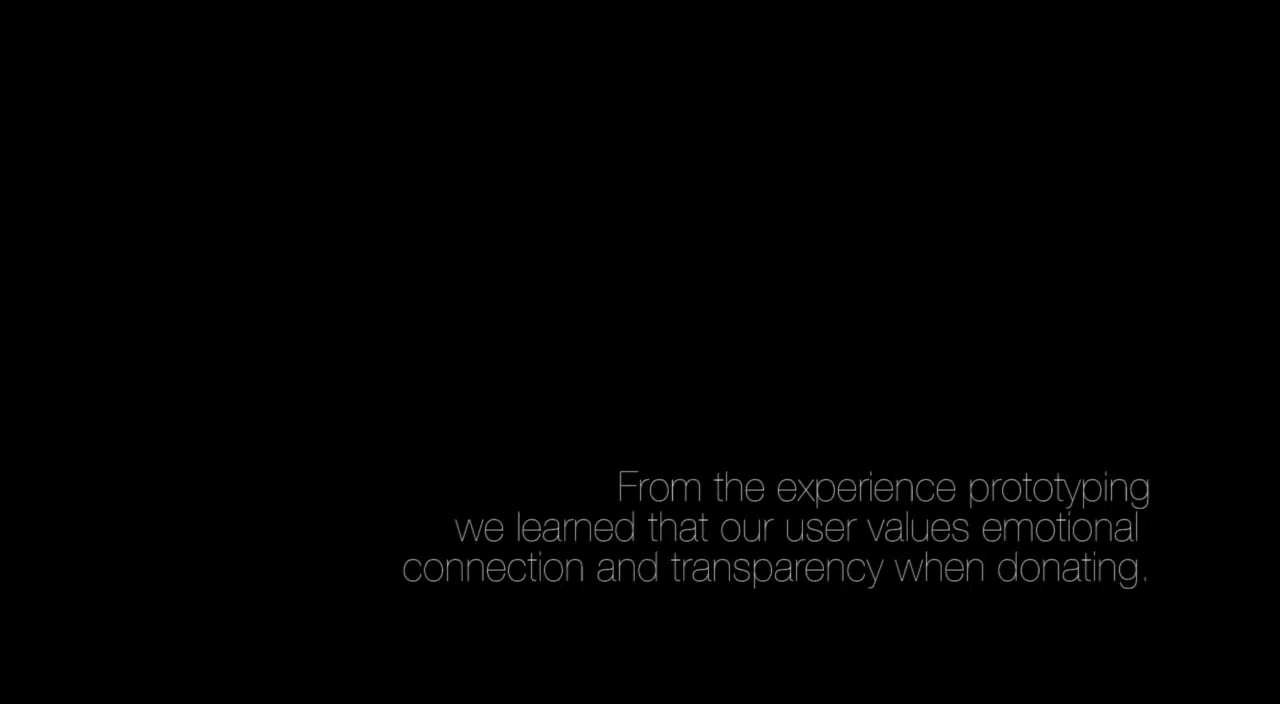 From the experience prototyping
we learned that our user values emotional
connection and transparency when donating.